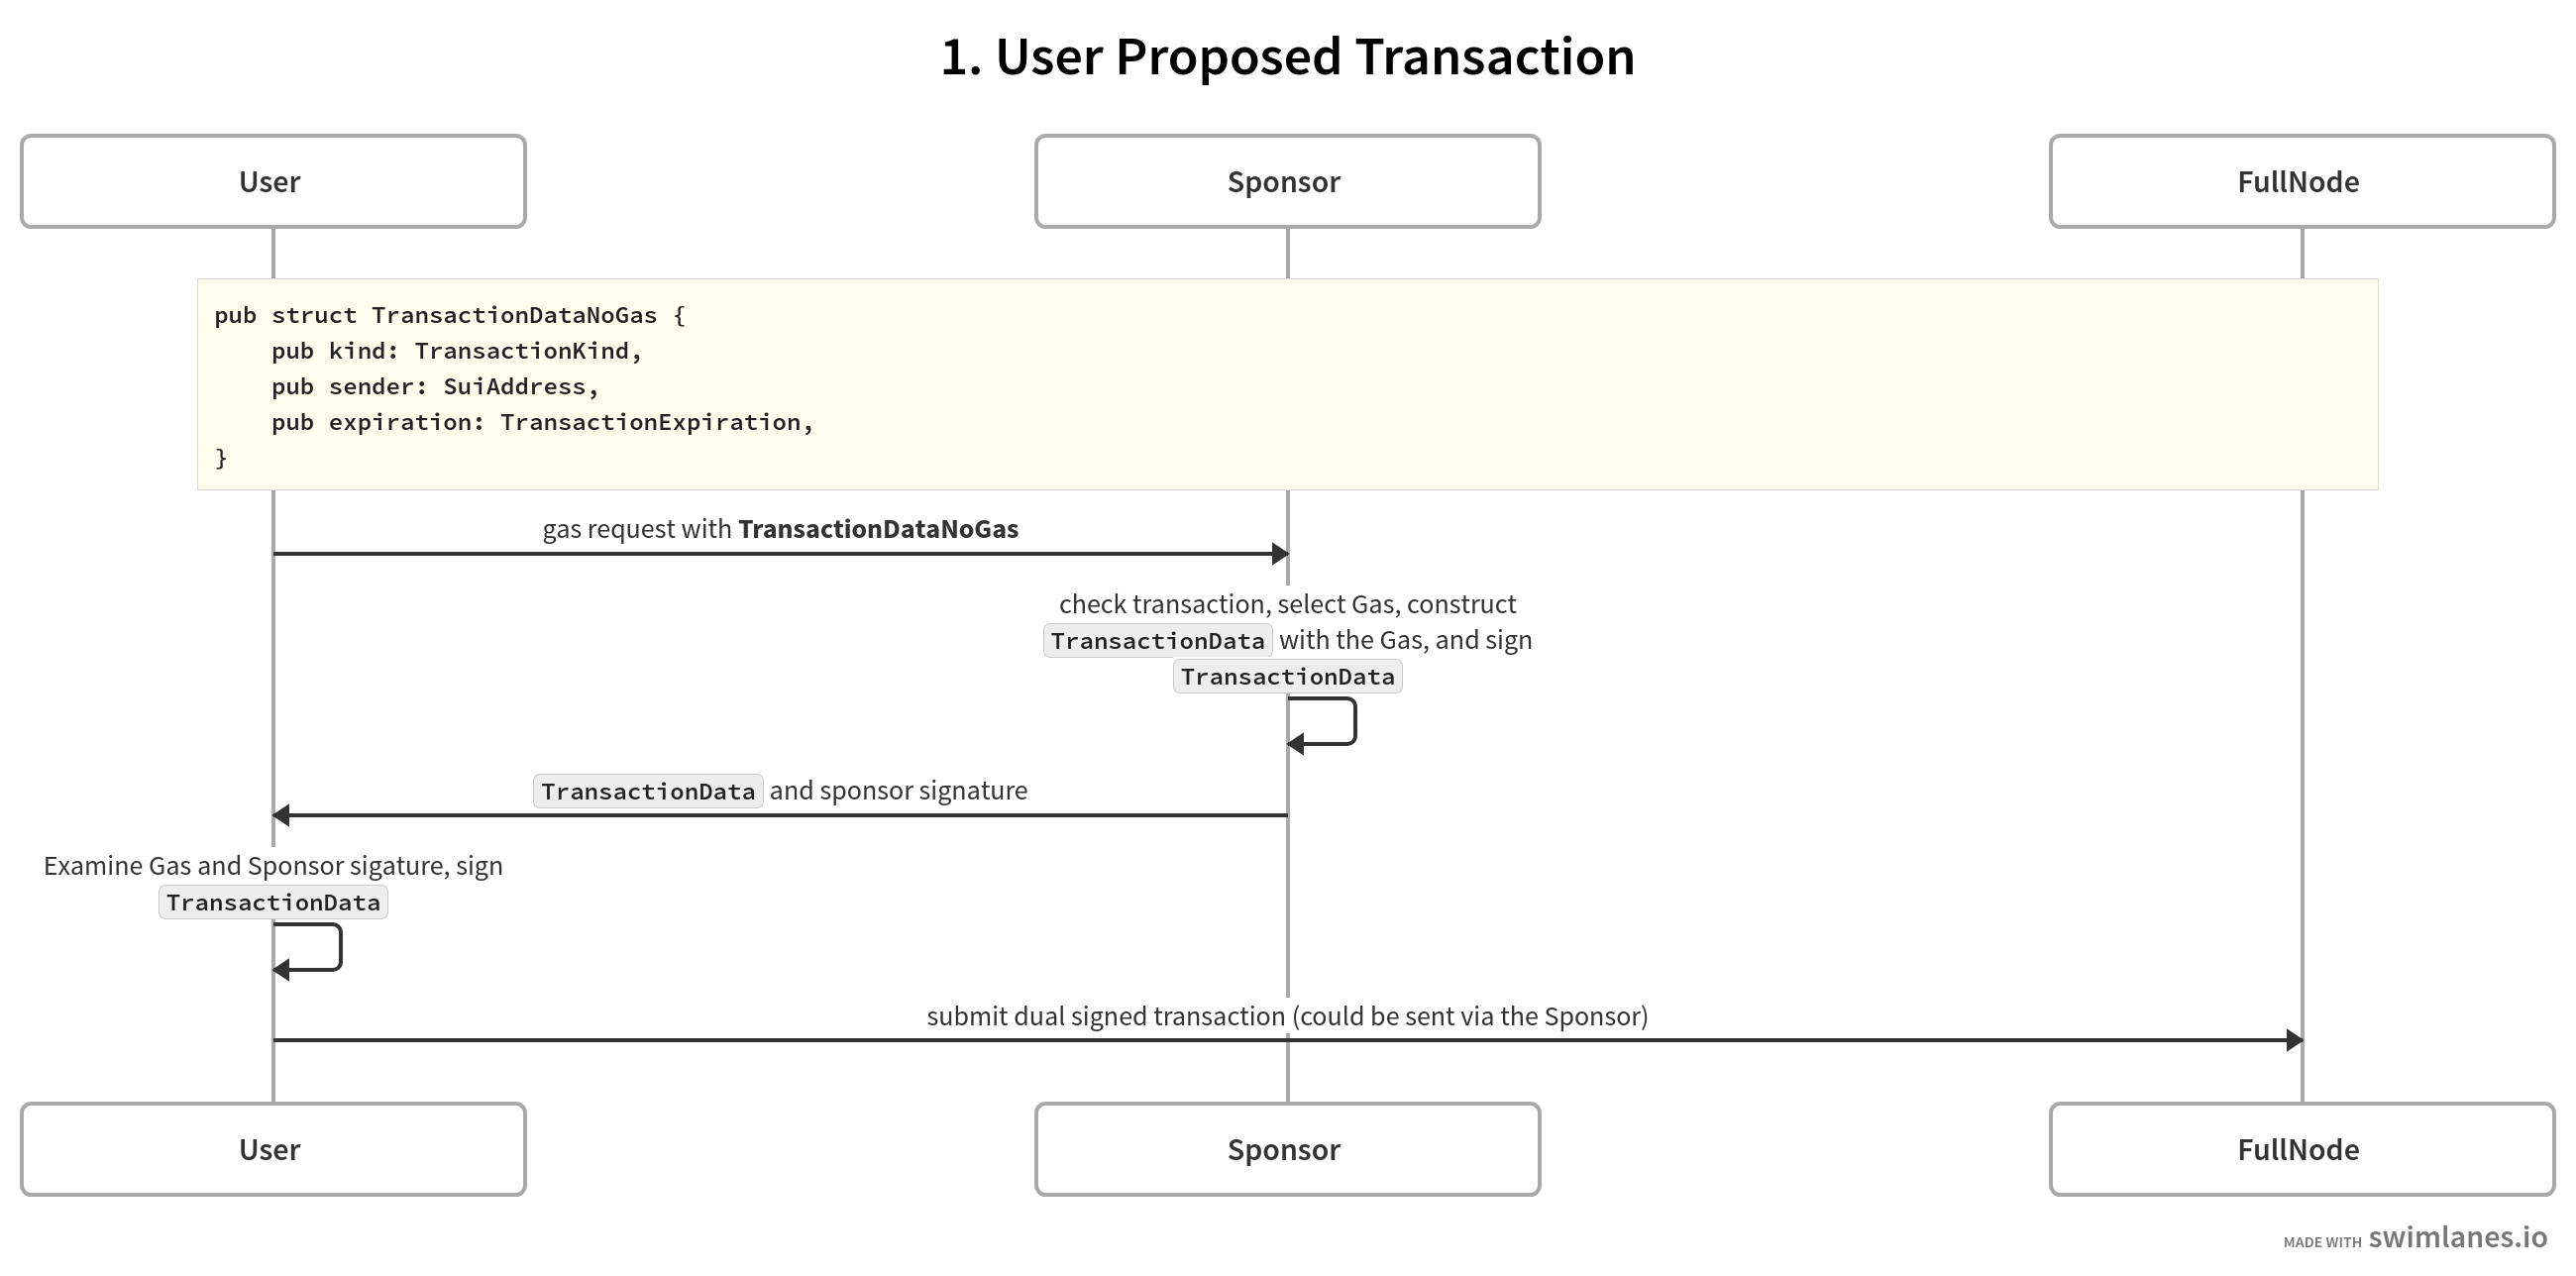 1. User Proposed Transaction
User
Sponsor
FullNode
pub struct TransactionDataNoGas {
    pub kind: TransactionKind,
    pub sender: SuiAddress,
    pub expiration: TransactionExpiration,
}
gas request with TransactionDataNoGas
check transaction, select Gas, construct
TransactionData with the Gas, and sign
TransactionData
TransactionData and sponsor signature
Examine Gas and Sponsor sigature, sign
TransactionData
submit dual signed transaction (could be sent via the Sponsor)
User
Sponsor
FullNode
MADE WITH swimlanes.io